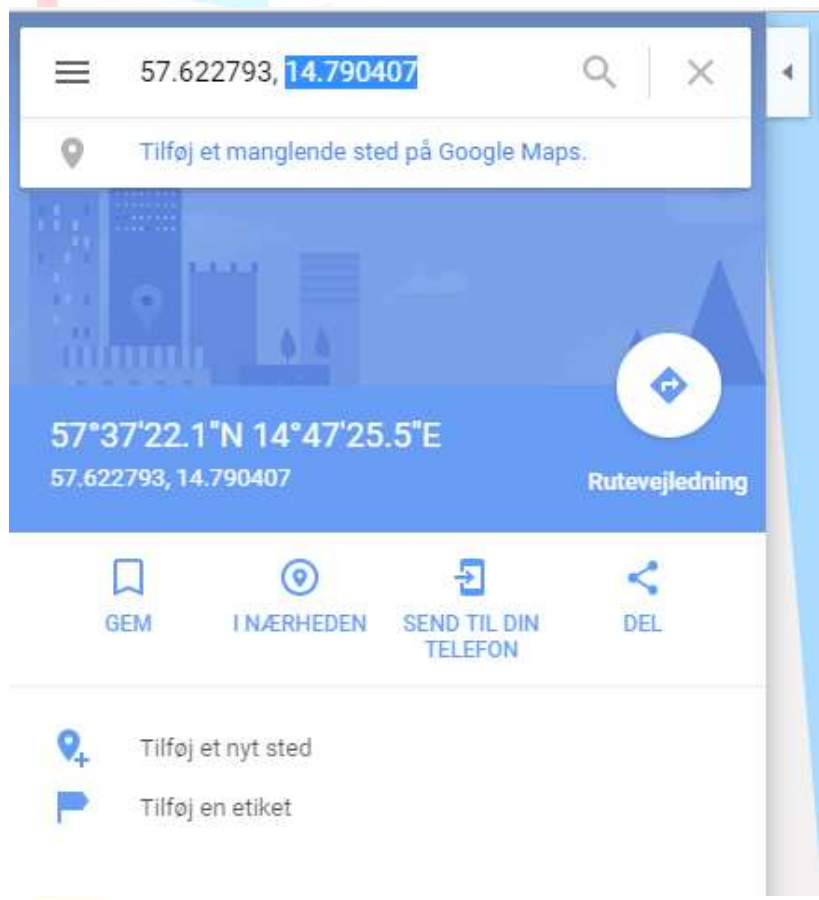 57.622793, 14.790407
Tilføj et manglende sted på Google Maps.
57°37'22.1"N 14°47'25.5"E
57.622793, 14.790407
Rutevejledning
GEM
I NÆRHEDEN
SEND TIL DIN
TELEFON
DEL
Tilføj et nyt sted
Tilføj en etiket